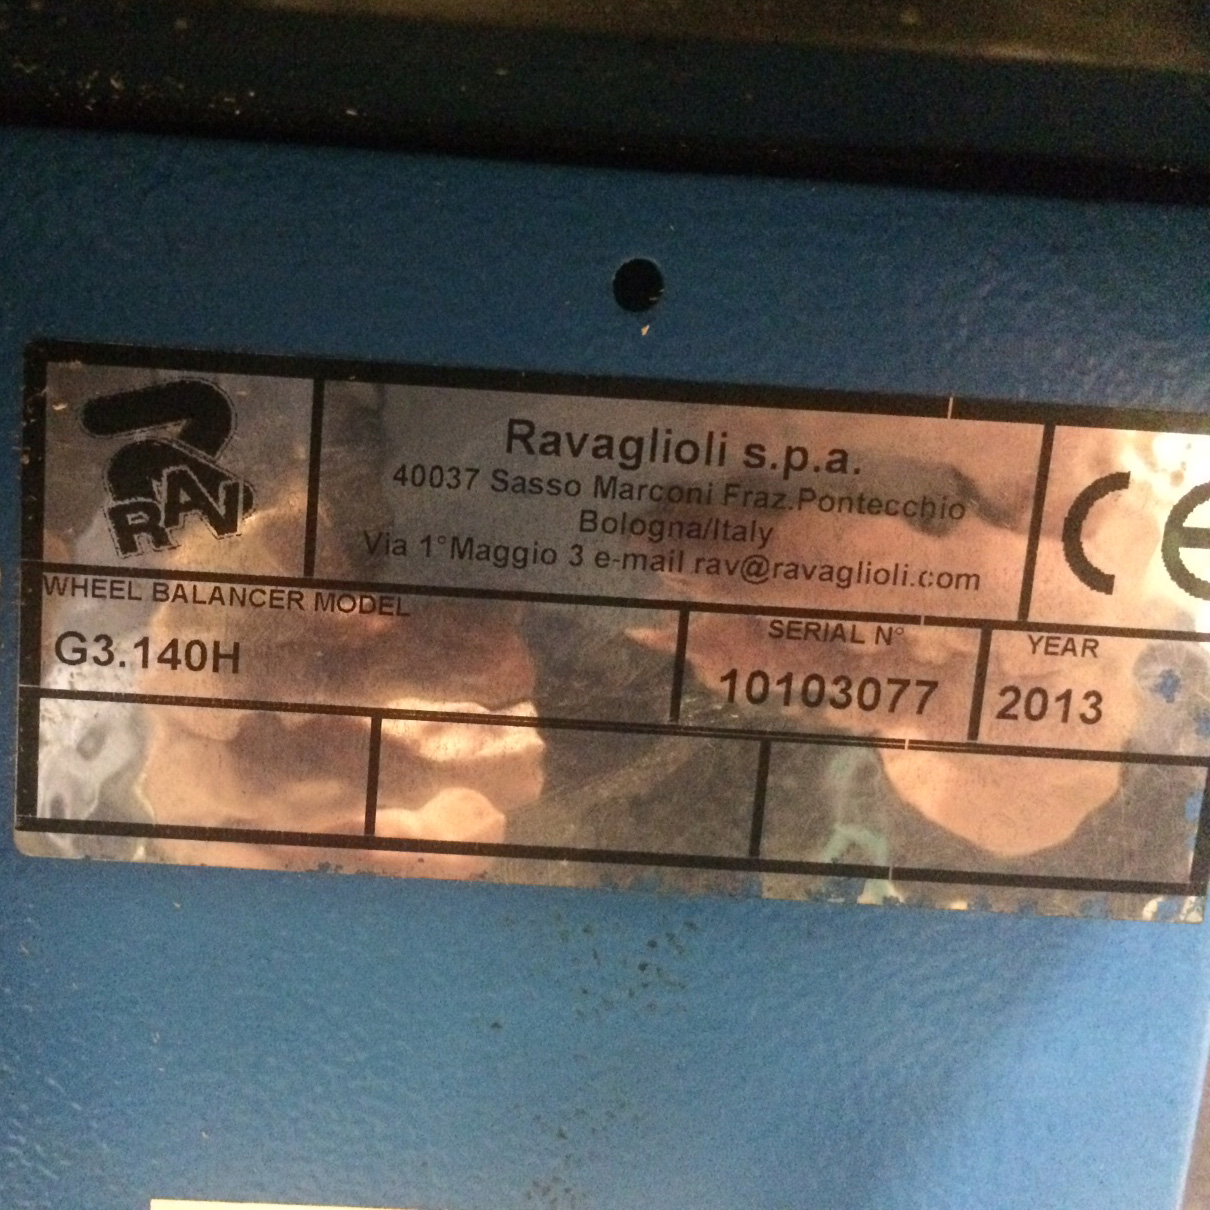 RAV
Ravaglioli s.p.a.
40037 Sasso Marconi Fraz.Pontecchio
Bologna/Italy
Via 1°Maggio 3 e-mail rav@ravaglioli.com
CE
WHEEL BALANCER MODEL
G3.140H
SERIAL N°
10103077
YEAR
2013